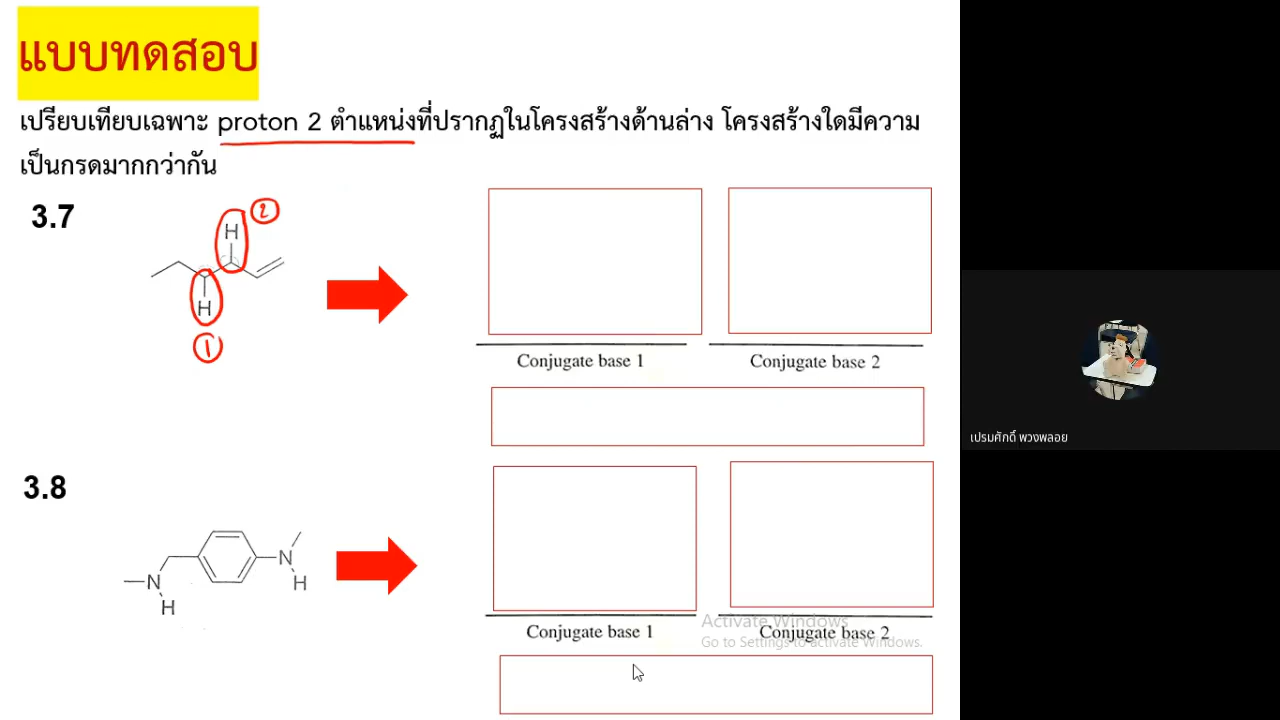 แบบทดสอบ
เปรียบเทียบเฉพาะ proton 2 ตำแหน่งที่ปรากฏในโครงสร้างด้านล่าง โครงสร้างใดมีความ
เป็นกรดมากกว่ากัน
3.7
2
H
H
1
Conjugate base 1
Conjugate base 2
เปรมศักดิ์ พวงพลอย
3.8
N
H
N
H
Activate Windows
Go to Settings to activate Windows.
Conjugate base 1
Conjugate base 2